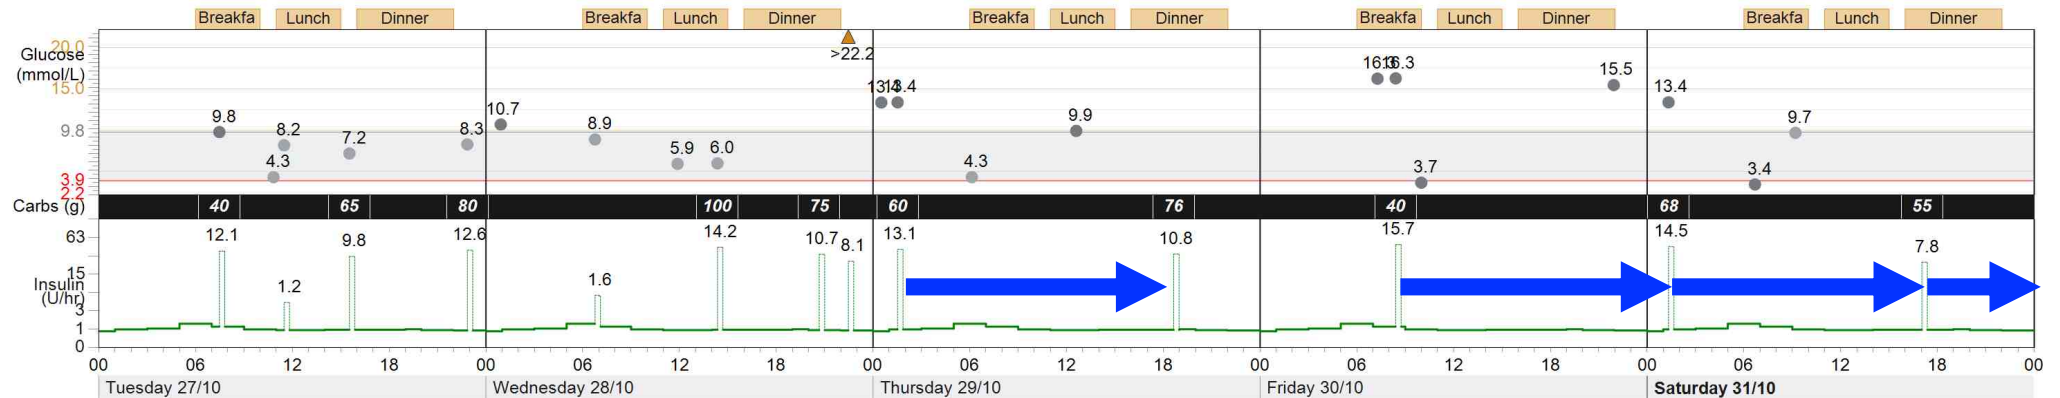 Breakfa Lunch Dinner Breakfa Lunch Dinner Breakfa Lunch Dinner Breakfa Lunch Dinner Breakfa Lunch Dinner
20.0
Glucose
(mmol/L)
15.0
9.8
3.9
2.2
9.8 4.3 8.2 7.2 8.3 10.7 8.9 5.9 6.0 >22.2 13.4 13.4 4.3 9.9 16.3 16.3 3.7 15.5 13.4 3.4 9.7
Carbs (g) 40 65 80 100 75 60 76 40 68 55
63
15
Insulin
(U/hr)
3
1
0
12.1 1.2 9.8 12.6 1.6 14.2 10.7 8.1 13.1 10.8 15.7 14.5 7.8
00 06 12 18 00 06 12 18 00 06 12 18 00 06 12 18 00 06 12 18 00
Tuesday 27/10 Wednesday 28/10 Thursday 29/10 Friday 30/10 Saturday 31/10